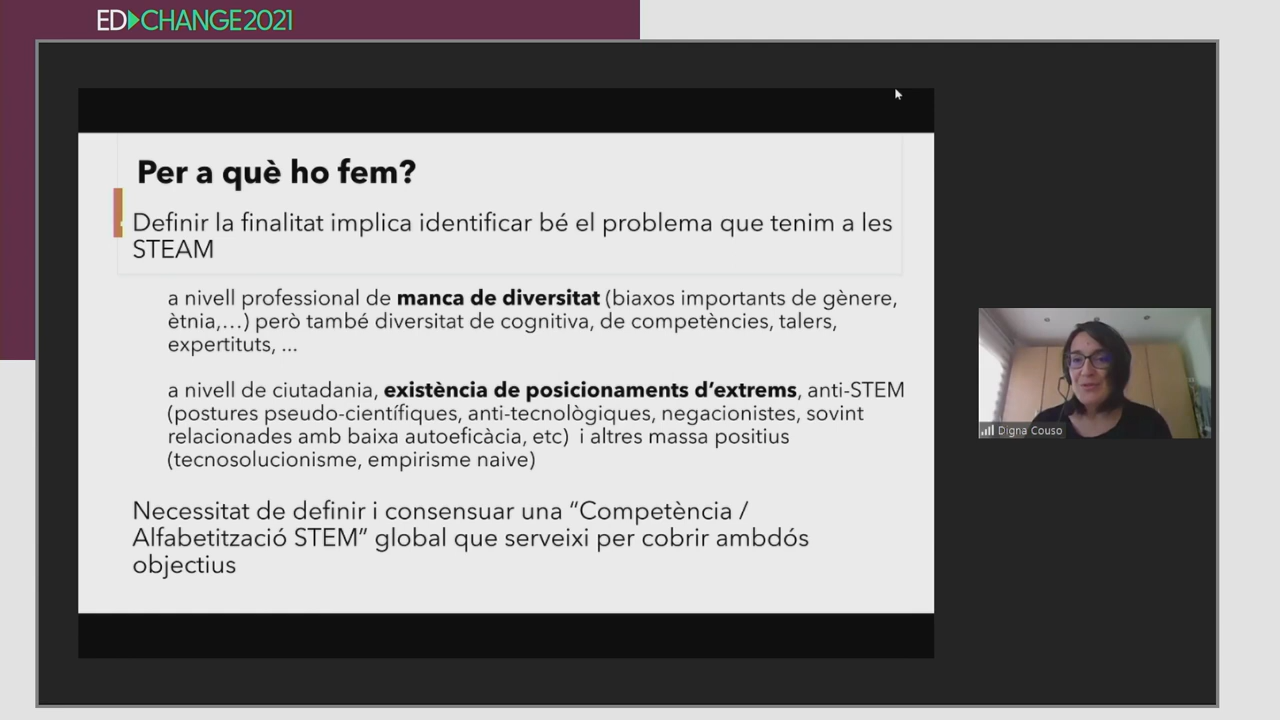 ED CHANGE2021
Per a què ho fem?
Definir la finalitat implica identificar bé el problema que tenim a les
STEAM
a nivell professional de manca de diversitat (biaxos importants de gènere,
ètnia,...) però també diversitat de cognitiva, de competències, talers,
expertituts, ...
a nivell de ciutadania, existència de posicionaments d'extrems, anti-STEM
(postures pseudo-científiques, anti-tecnològiques, negacionistes, sovint
relacionades amb baixa autoeficàcia, etc) i altres massa positius
(tecnosolucionisme, empirisme naive)
Necessitat de definir i consensuar una "Competència /
Alfabetització STEM" global que serveixi per cobrir ambdós
objectius
Digna Couso